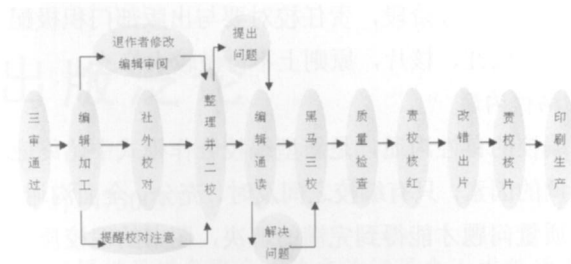 退作者修改
编辑审阅
提出
问题
三审通过
编辑加工
社外校对
整理并二校
编辑通读
黑马三校
质量检查
责校核红
改错出片
责校核片
印刷生产
提醒校对注意
解决
问题